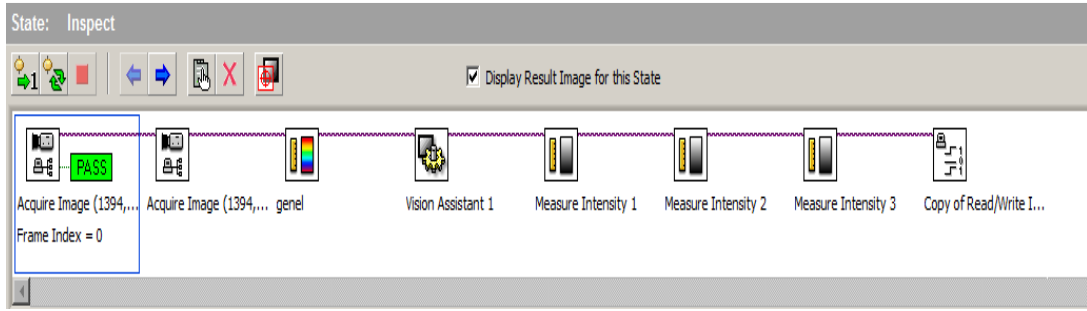 State: Inspect
1
Display Result Image for this State
PASS
Acquire Image (1394,... Acquire Image (1394,... genel Vision Assistant 1 Measure Intensity 1 Measure Intensity 2 Measure Intensity 3 Copy of Read/Write I...
Frame Index = 0